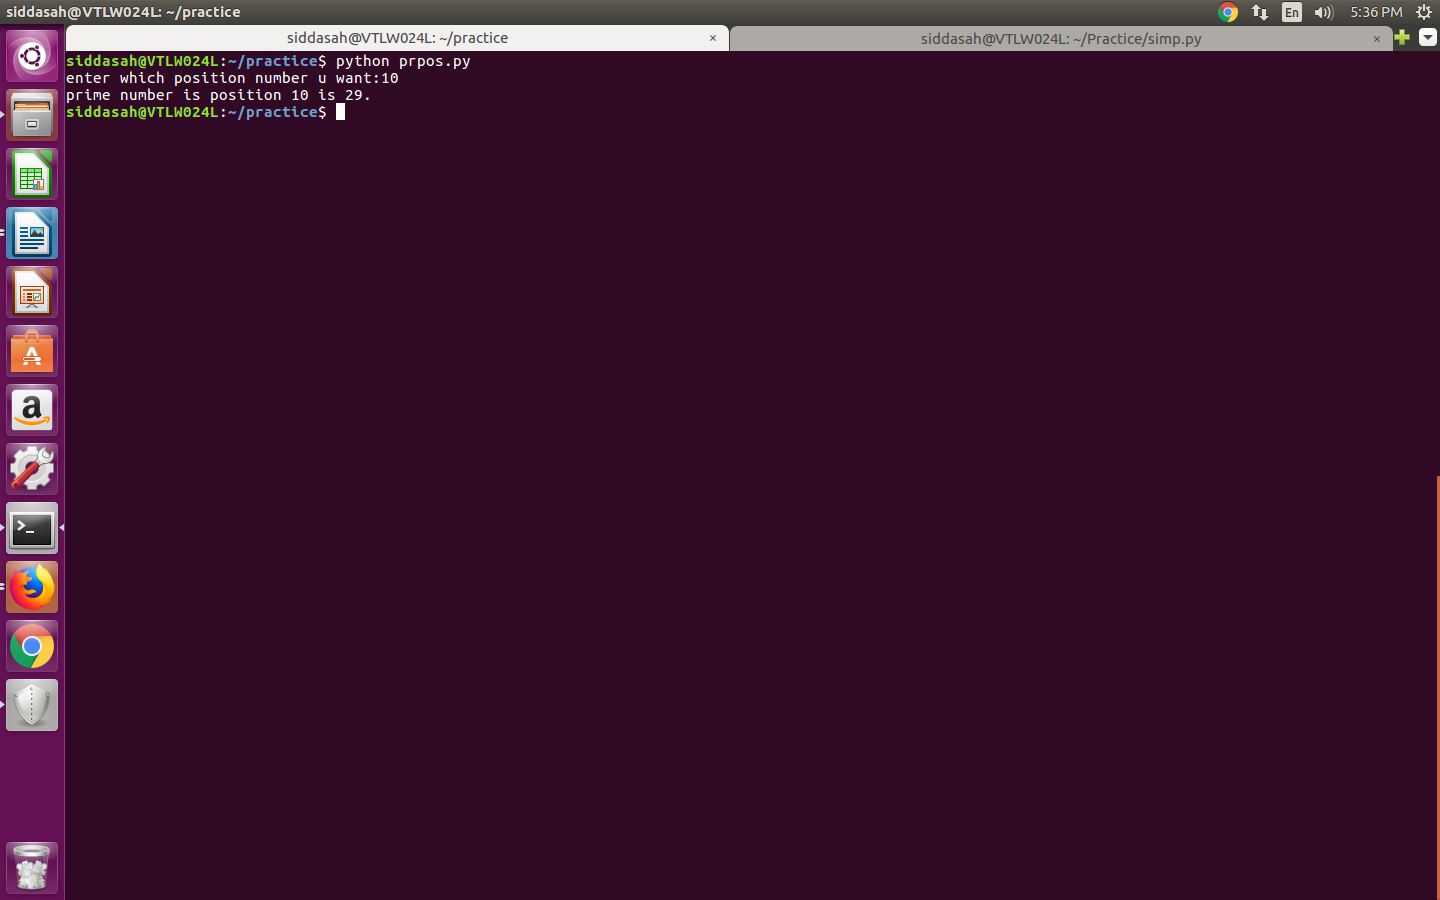 siddasah@VTLW024L: ~/practice
En
5:36 PM
siddasah@VTLW024L: ~/practice ×
siddasah@VTLW024L: ~/Practice/simp.py ×
siddasah@VTLW024L:~/practice$ python prpos.py
enter which position number u want:10
prime number is position 10 is 29.
siddasah@VTLW024L:~/practice$